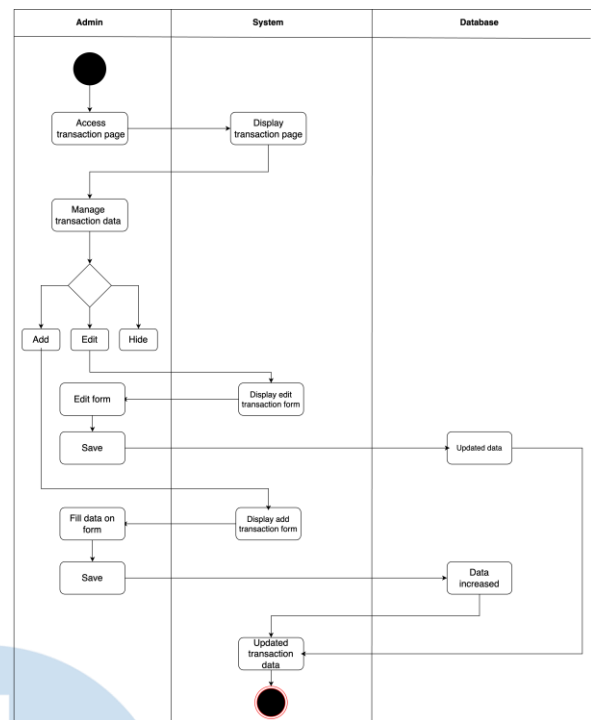 Admin
System
Database
Access
transaction page
Display
transaction page
Manage
transaction data
Add
Edit
Hide
Edit form
Display edit
transaction form
Save
Updated data
Fill data on
form
Display add
transaction form
Save
Data
increased
Updated
transaction
data